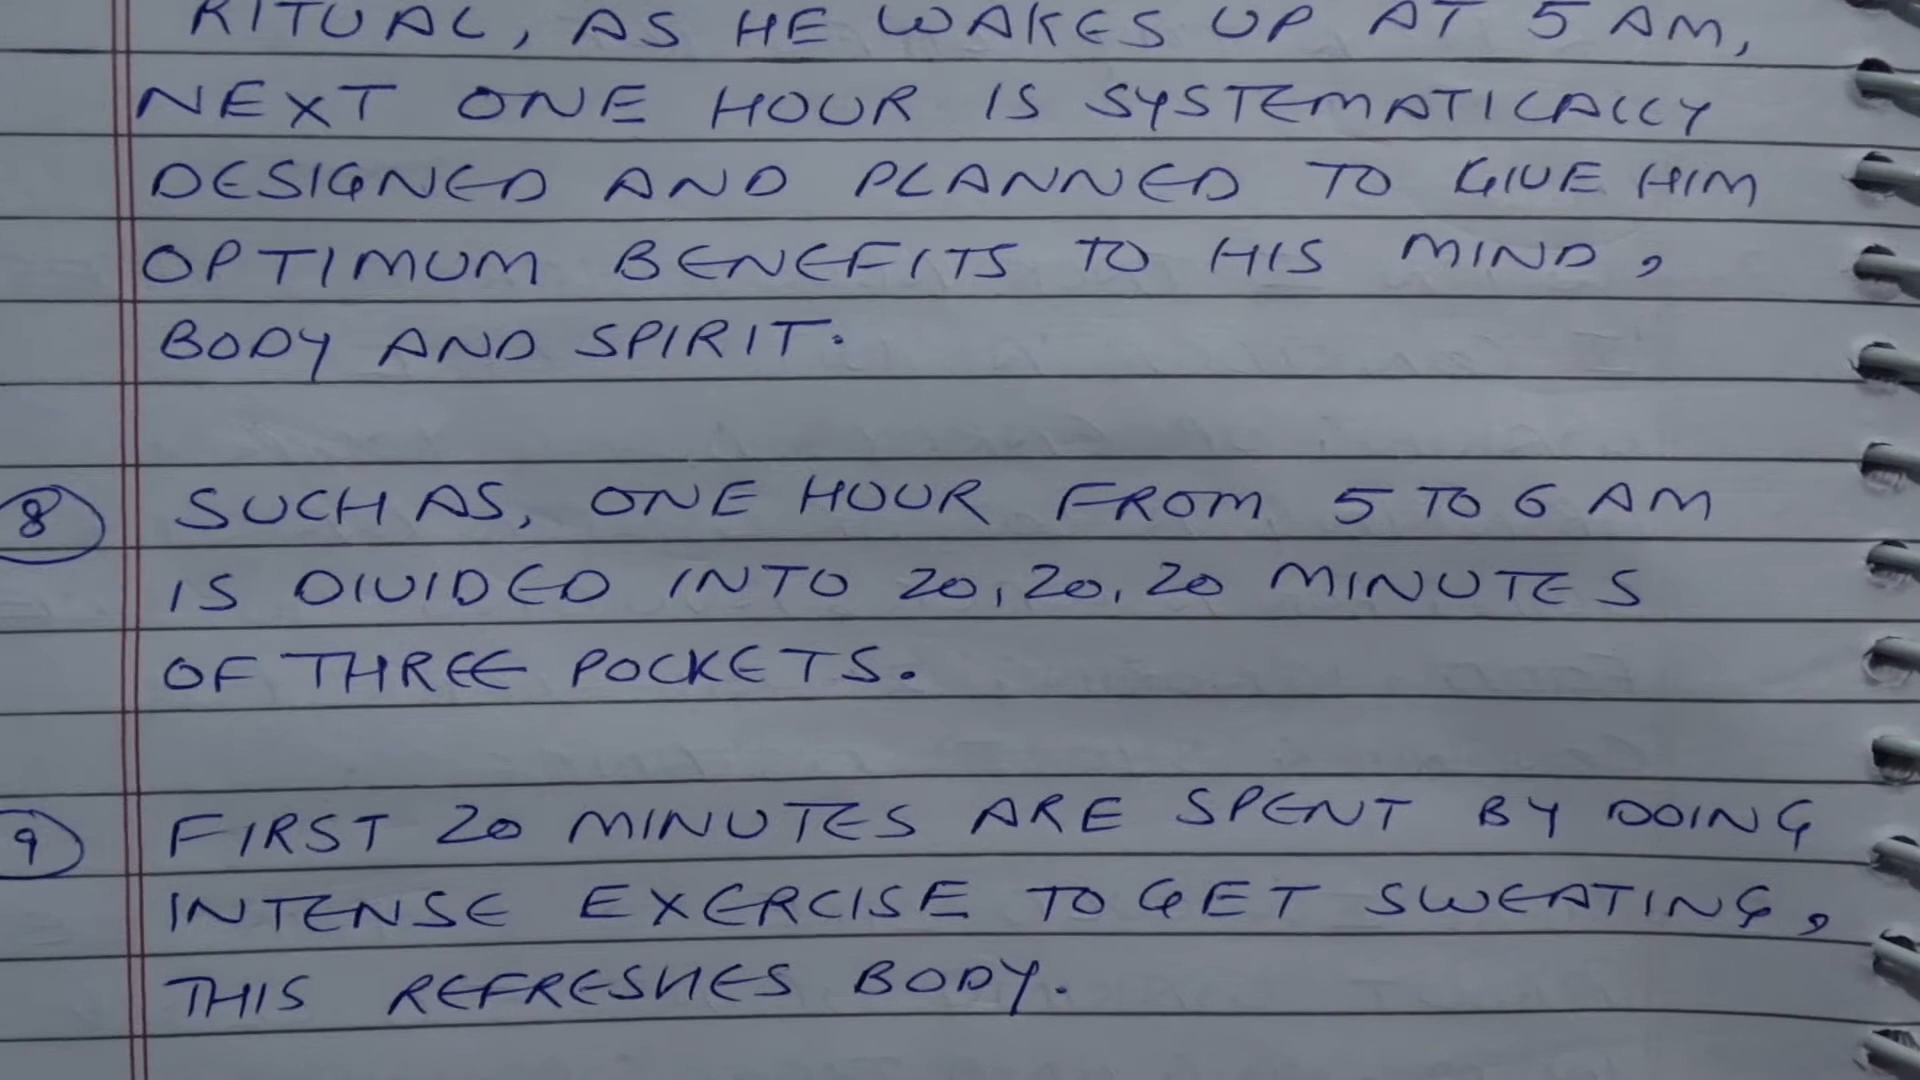 RITUAL, AS HE WAKES UP AT 5 AM,
NEXT ONE HOUR IS SYSTEMATICALLY
DESIGNED AND PLANNED TO GIVE HIM
OPTIMUM BENEFITS TO HIS MIND,
BODY AND SPIRIT.
8 SUCH AS, ONE HOUR FROM 5 TO 6 AM
IS DIVIDED INTO 20, 20, 20 MINUTES
OF THREE POCKETS.
9 FIRST 20 MINUTES ARE SPENT BY DOING
INTENSE EXERCISE TO GET SWEATING,
THIS REFRESHES BODY.